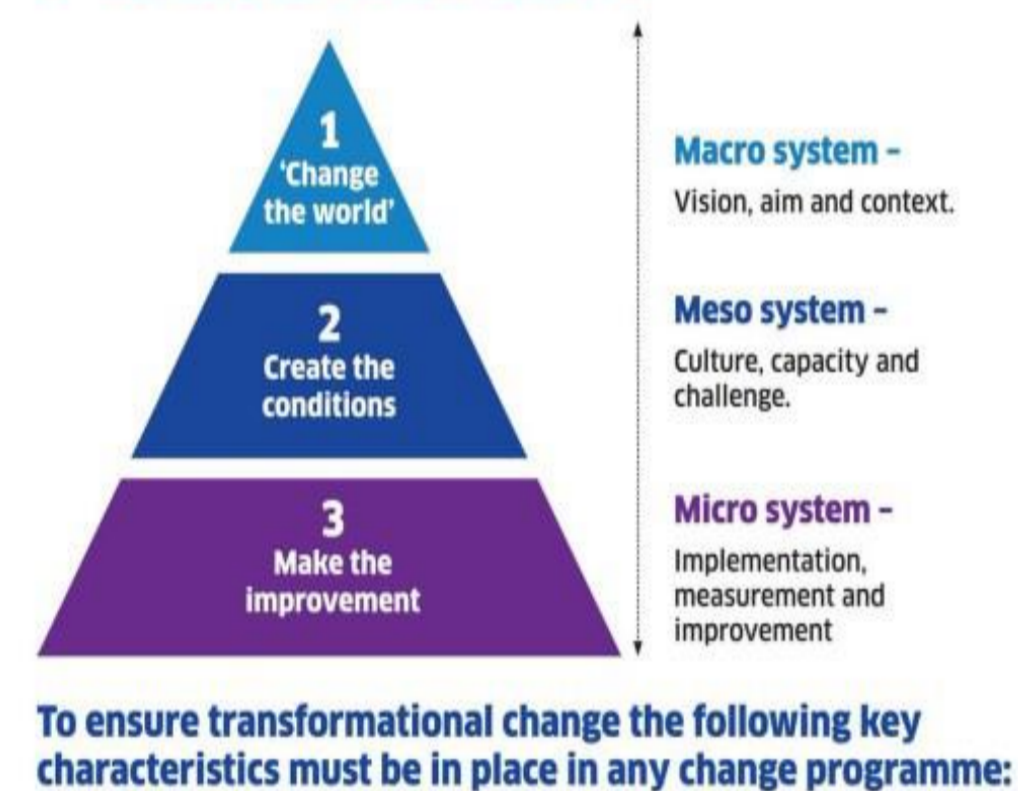 1
‘Change
the world’
Macro system –
Vision, aim and context.
2
Create the
conditions
Meso system –
Culture, capacity and
challenge.
3
Make the
improvement
Micro system –
Implementation,
measurement and
improvement
To ensure transformational change the following key
characteristics must be in place in any change programme: